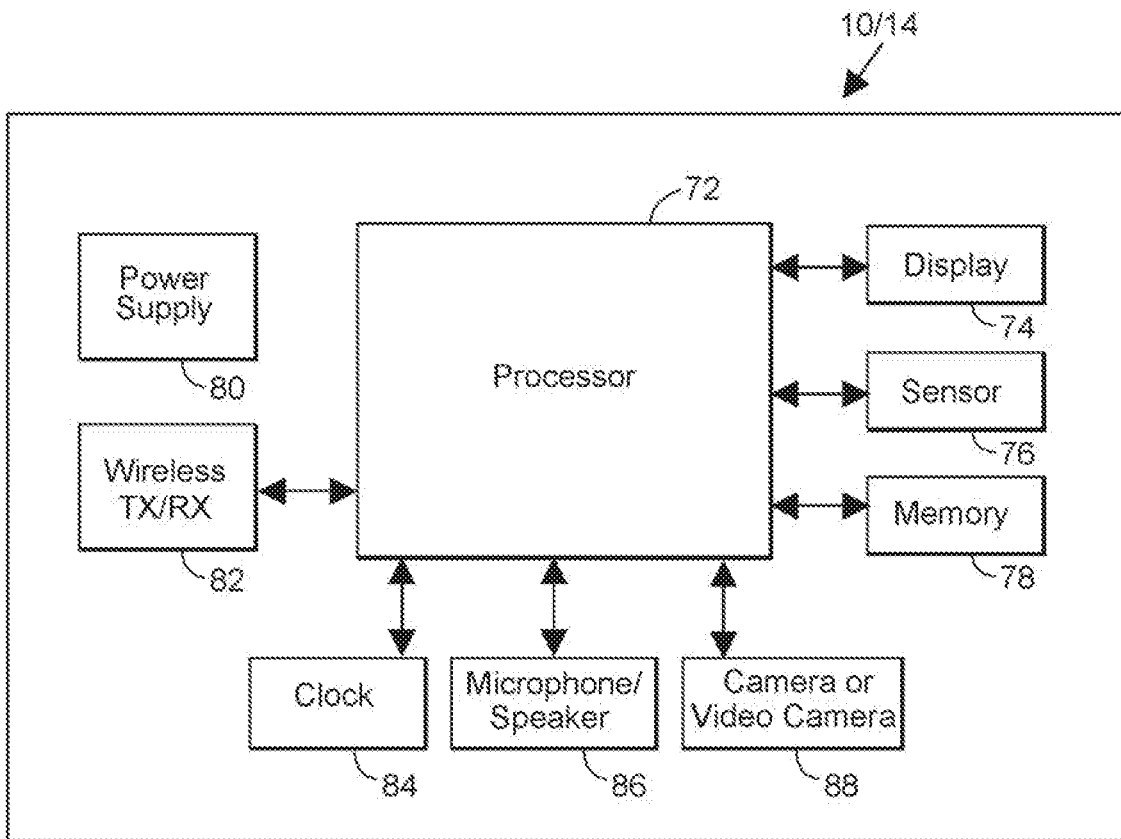 10/14
72
Power
Supply
80
Processor
Display
74
Sensor
76
Wireless
TX/RX
82
Memory
78
Clock
84
Microphone/
Speaker
86
Camera or
Video Camera
88